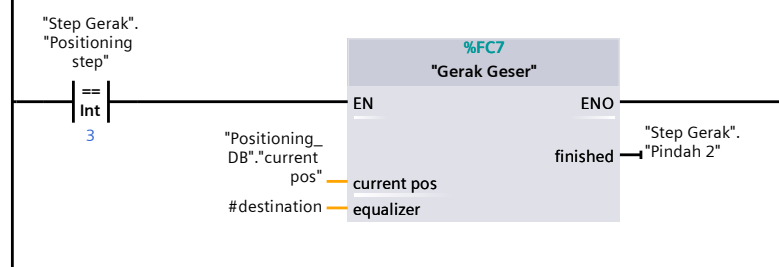 "Step Gerak".
"Positioning
step"
==
Int
3
%FC7
"Gerak Geser"
EN
ENO
"Positioning_
DB"."current
pos"
current pos
#destination
equalizer
finished
"Step Gerak".
"Pindah 2"